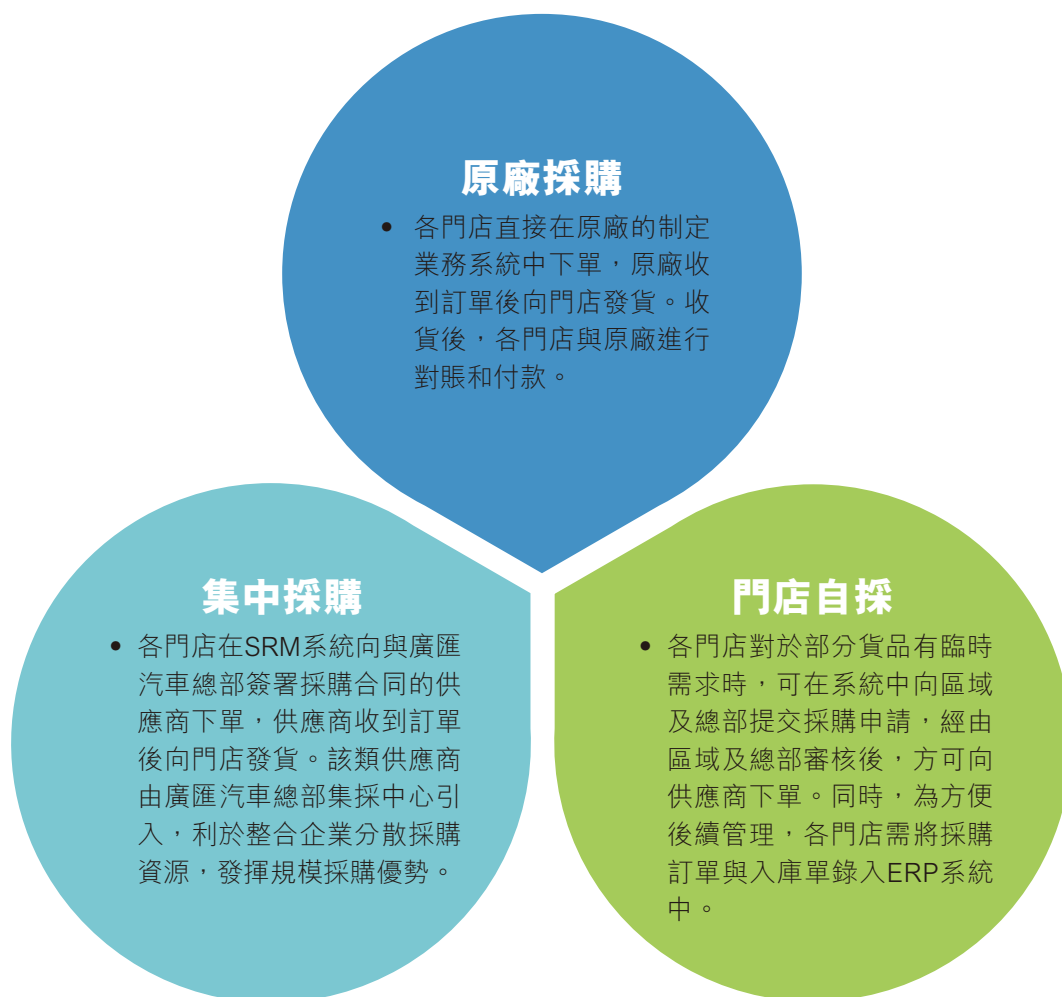 原廠採購
• 各門店直接在原廠的制定
業務系統中下單，原廠收
到訂單後向門店發貨。收
貨後，各門店與原廠進行
對賬和付款。
集中採購
• 各門店在SRM系統向與廣匯
汽車總部簽署採購合同的供
應商下單，供應商收到訂單
後向門店發貨。該類供應商
由廣匯汽車總部集採中心引
入，利於整合企業分散採購
資源，發揮規模採購優勢。
門店自採
• 各門店對於部分貨品有臨時
需求時，可在系統中向區域
及總部提交採購申請，經由
區域及總部審核後，方可向
供應商下單。同時，為方便
後續管理，各門店需將採購
訂單與入庫單錄入ERP系統
中。